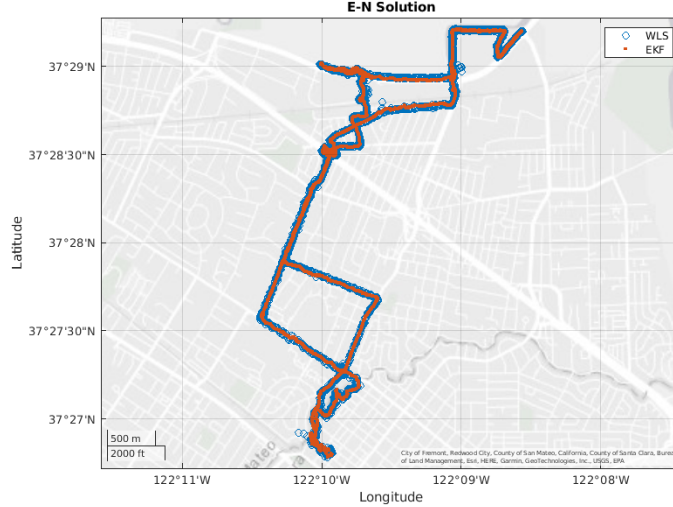 E-N Solution
WLS
EKF
37°29'N
37°28'30"N
37°28'N
37°27'30"N
37°27'N
Latitude
500 m
2000 ft
City of Fremont, Redwood City, County of San Mateo, California, County of Santa Clara, Bureau
of Land Management, Esri, HERE, Garmin, GeoTechnologies, Inc., USGS, EPA
122°11'W
122°10'W
122°09'W
122°08'W
Longitude